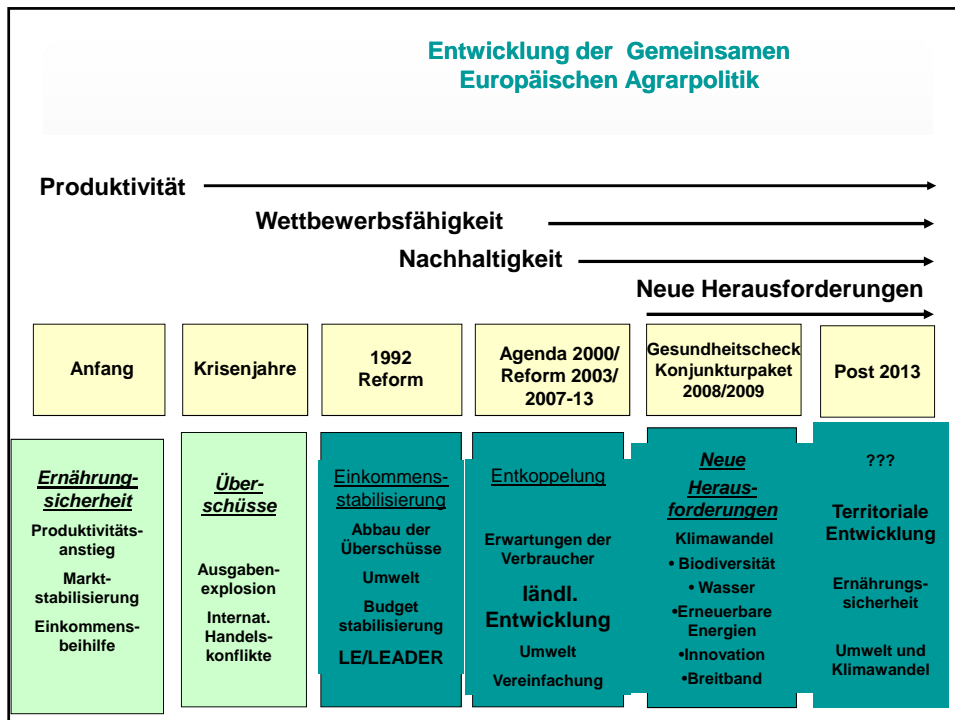 Entwicklung der Gemeinsamen
Europäischen Agrarpolitik
Produktivität
Wettbewerbsfähigkeit
Nachhaltigkeit
Neue Herausforderungen
Anfang
Krisenjahre
1992
Reform
Agenda 2000/
Reform 2003/
2007-13
Gesundheitscheck
Konjunkturpaket
2008/2009
Post 2013
Ernährung-
sicherheit
Produktivitäts-
anstieg
Markt-
stabilisierung
Einkommens-
beihilfe
Über-
schüsse
Ausgaben-
explosion
Internat.
Handels-
konflikte
Einkommens-
stabilisierung
Abbau der
Überschüsse
Umwelt
Budget
stabilisierung
LE/LEADER
Entkoppelung
Erwartungen der
Verbraucher
ländl.
Entwicklung
Umwelt
Vereinfachung
Neue
Heraus-
forderungen
Klimawandel
• Biodiversität
• Wasser
•Erneuerbare
Energien
•Innovation
•Breitband
???
Territoriale
Entwicklung
Ernährungs-
sicherheit
Umwelt und
Klimawandel